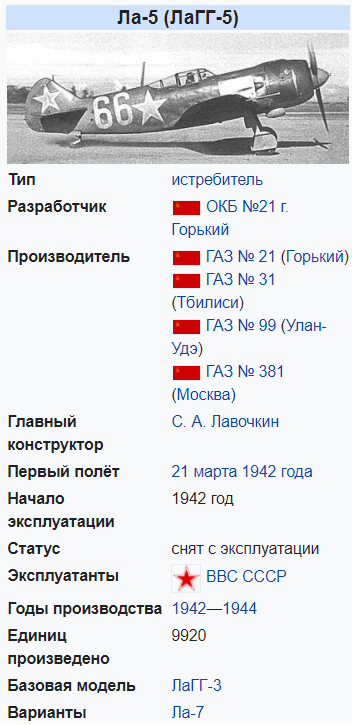 Ла-5 (ЛаГГ-5)
66
Тип истребитель
Разработчик ОКБ №21 г.
Горький
Производитель ГАЗ № 21 (Горький)
ГАЗ № 31
(Тбилиси)
ГАЗ № 99 (Улан-
Удэ)
ГАЗ № 381
(Москва)
Главный С. А. Лавочкин
конструктор
Первый полёт 21 марта 1942 года
Начало 1942 год
эксплуатации
Статус снят с эксплуатации
Эксплуатанты ВВС СССР
Годы производства 1942—1944
Единиц 9920
произведено
Базовая модель ЛаГГ-3
Варианты Ла-7